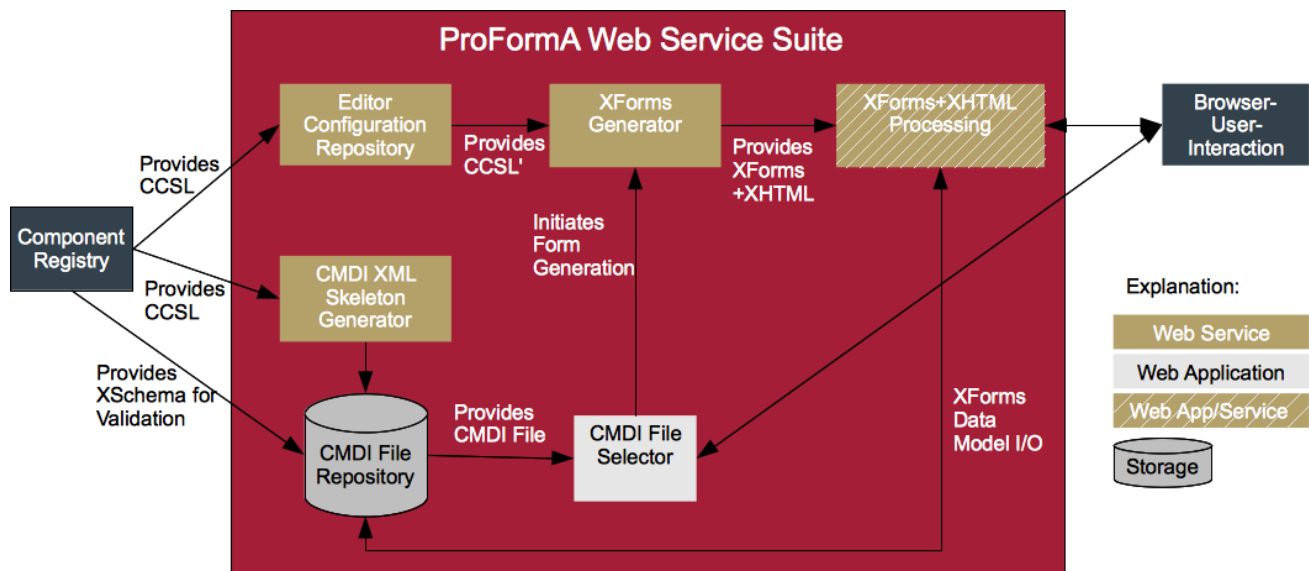 ProFormA Web Service Suite
Editor
Configuration
Repository
XForms
Generator
XForms+XHTML
Processing
Browser-
User-
Interaction
Provides
CCSL
Provides
CCSL'
Provides
XForms
+XHTML
Component
Registry
Initiates
Form
Generation
CMDI XML
Skeleton
Generator
Provides
CCSL
Explanation:
Web Service
Web Application
Web App/Service
Storage
Provides
XSchema for
Validation
Provides
CMDI File
XForms
Data
Model I/O
CMDI File
Repository
CMDI File
Selector